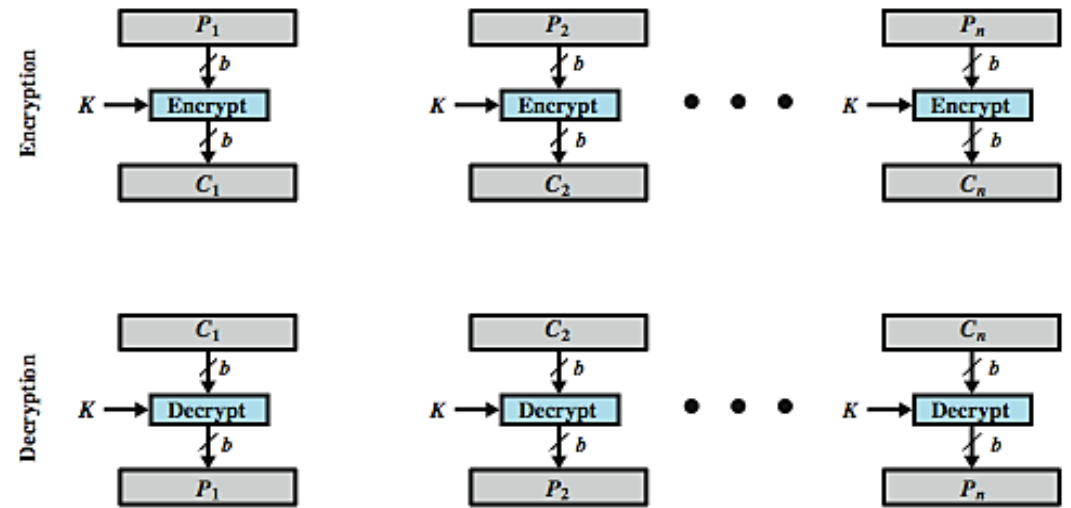 Encryption
P₁ P₂ Pₙ
b b b
K Encrypt K Encrypt K Encrypt
b b b
C₁ C₂ Cₙ
Decryption
C₁ C₂ Cₙ
b b b
K Decrypt K Decrypt K Decrypt
b b b
P₁ P₂ Pₙ